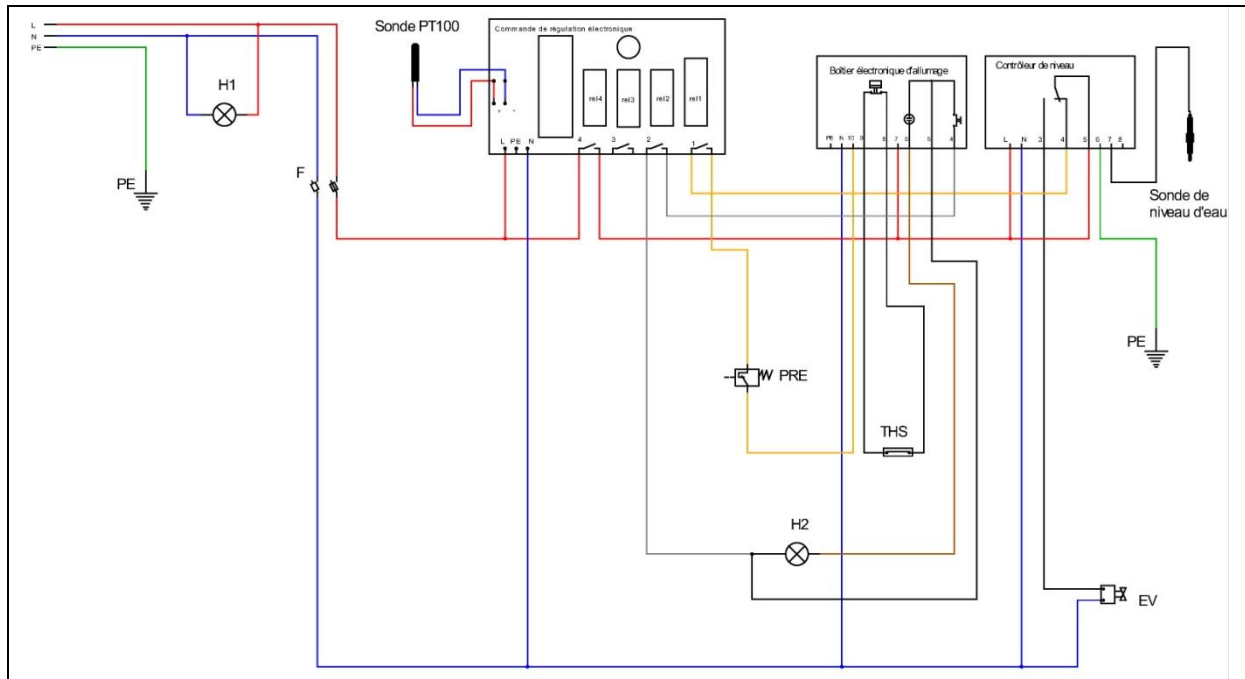 L
N
PE
H1
PE
F
Sonde PT100
Commande de régulation électronique
rel4
rel3
rel2
rel1
+ -
L PE N
4 3 2 1
Boîtier électronique d'allumage
PE N 10 9 8 7 6 5 4
Contrôleur de niveau
L N 3 4 5 6 7 8
Sonde de
niveau d'eau
PE
PRE
THS
H2
EV